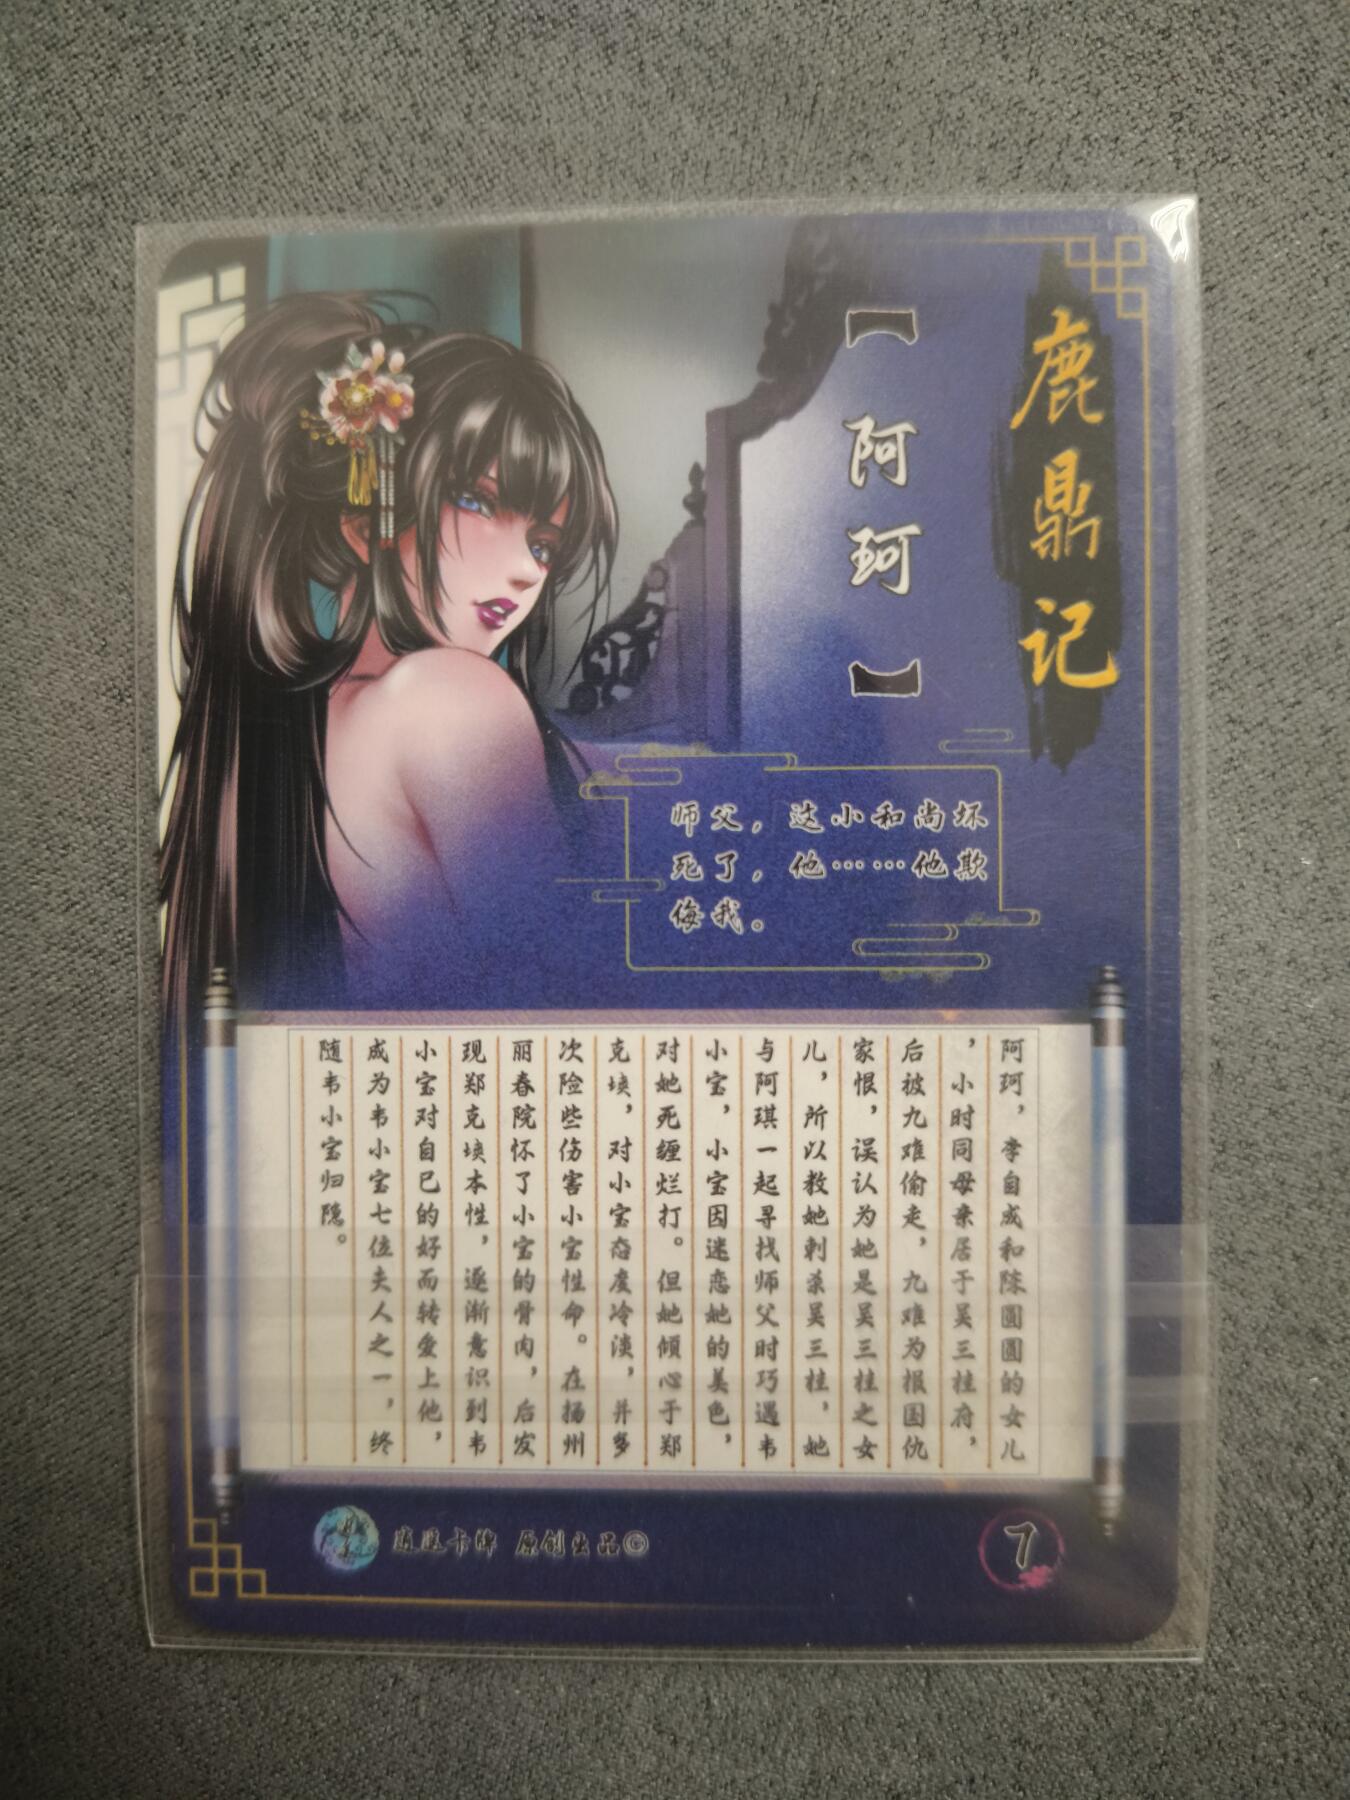 鹿鼎记
【阿珂】
师父，这小和尚坏
死了，他……他欺
侮我。
阿珂，李自成和陈圆圆的女儿
，小时同母亲居于吴三桂府，
后被九难偷走，九难为报国仇
家恨，误认为她是吴三桂之女
儿，所以教她刺杀吴三桂，她
与阿琪一起寻找师父时巧遇韦
小宝，小宝因迷恋她的美色，
对她死缠烂打。但她倾心于郑
克塽，对小宝态度冷淡，并多
次险些伤害小宝性命。在扬州
丽春院怀了小宝的骨肉，后发
现郑克塽本性，逐渐意识到韦
小宝对自己的好而转爱上他，
成为韦小宝七位夫人之一，终
随韦小宝归隐。
逍遥卡牌 原创出品©
7